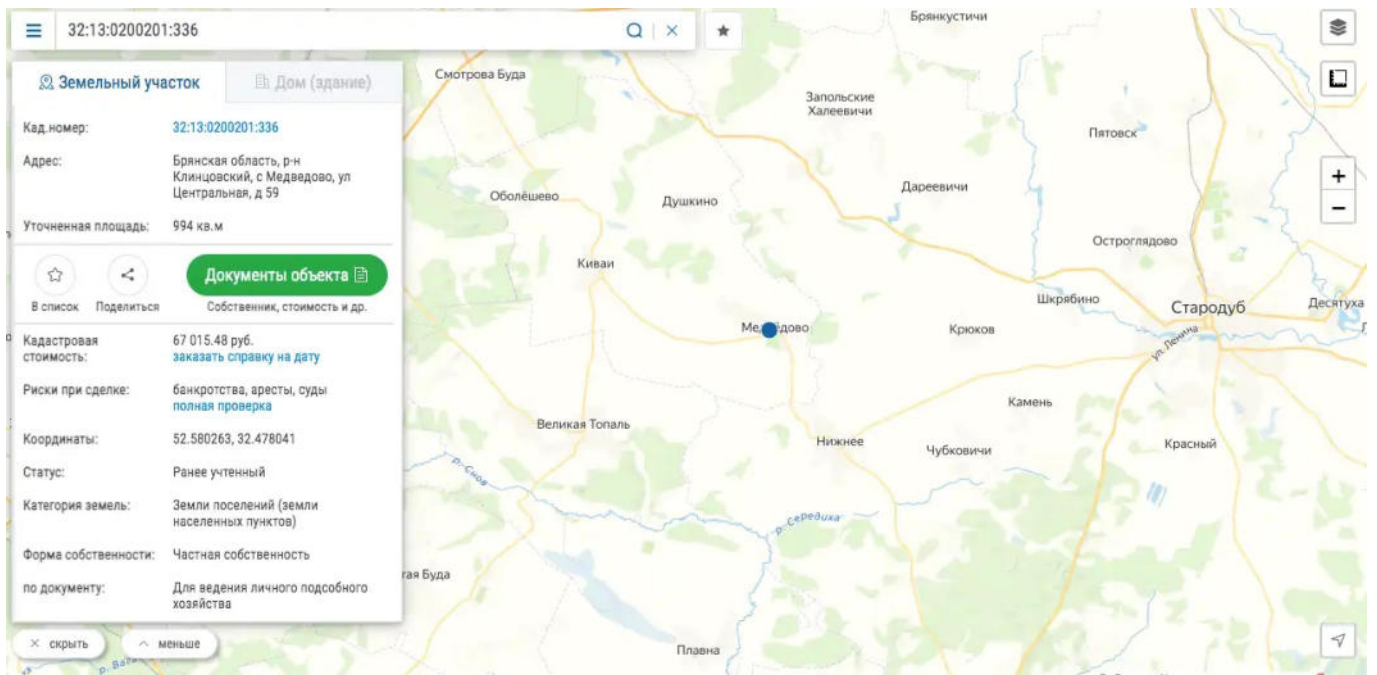 32:13:0200201:336
Земельный участок
Дом (здание)
Кад.номер:
32:13:0200201:336
Адрес:
Брянская область, р-н
Клинцовский, с Медведово, ул
Центральная, д 59
Уточненная площадь:
994 кв.м
В список
Поделиться
Документы объекта
Собственник, стоимость и др.
Кадастровая
стоимость:
67 015.48 руб.
заказать справку на дату
Риски при сделке:
банкротства, аресты, суды
полная проверка
Координаты:
52.580263, 32.478041
Статус:
Ранее учтенный
Категория земель:
Земли поселений (земли
населенных пунктов)
Форма собственности:
Частная собственность
по документу:
Для ведения личного подсобного
хозяйства
скрыть
меньше
Брянкустичи
Смотрова Буда
Запольские
Халеевичи
Пятовск
Оболёшево
Душкино
Дареевичи
Остроглядово
Киваи
Шкрябино
Стародуб
Десятуха
Крюков
ул. Ленина
Камень
Великая Топаль
Нижнее
Чубковичи
Красный
р. Снов
р. Середиха
Плавна
+
−